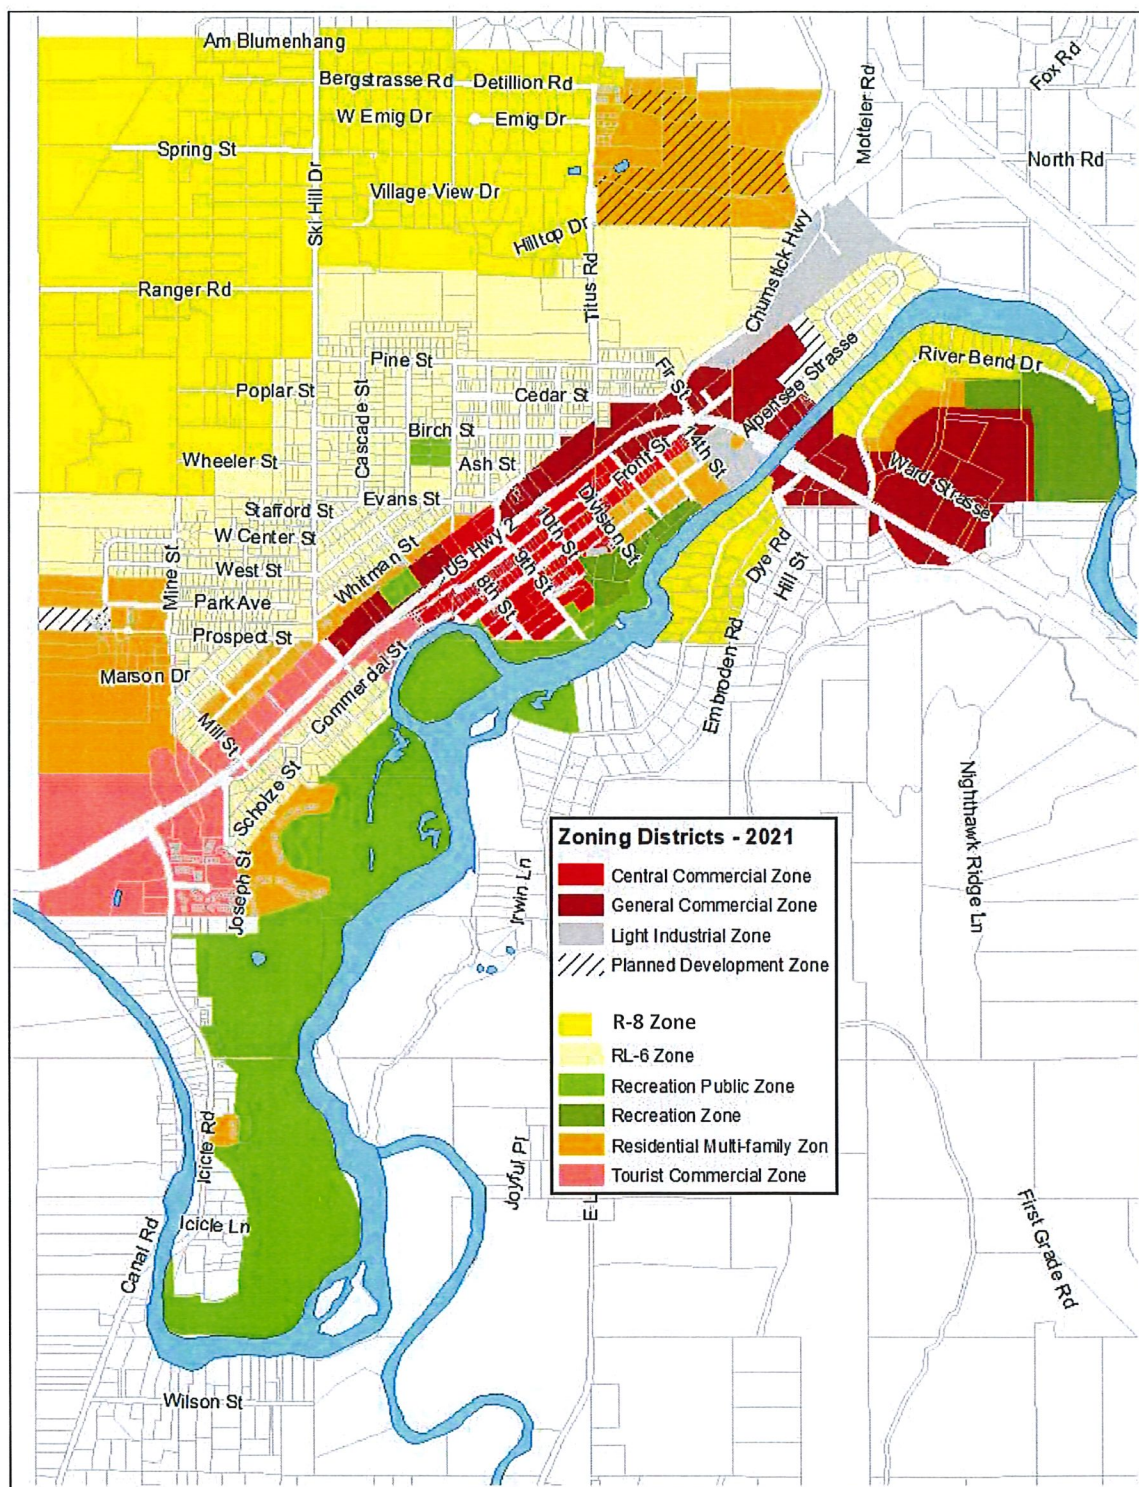 Am Blumenhang
Bergstrasse Rd
Detillion Rd
W Emig Dr
Emig Dr
Spring St
Village View Dr
Ski Hill Dr
Hilltop Dr
Titus Rd
Ranger Rd
Chumstick Hwy
Motteler Rd
Fox Rd
North Rd
Pine St
Poplar St
Cedar St
Fir St
Alpensee Strasse
River Bend Dr
Cascade St
Birch St
Wheeler St
Ash St
Front St
14th St
Ward Strasse
Evans St
Stafford St
Division St
W Center St
US Hwy 2
10th St
West St
Whitman St
9th St
Dye Rd
Hill St
Mine St
Park Ave
8th St
Prospect St
Marson Dr
Commercial St
Embroden Rd
Mill St
Scholze St
Joseph St
Nighthawk Ridge Ln
Irwin Ln
Zoning Districts - 2021
Central Commercial Zone
General Commercial Zone
Light Industrial Zone
Planned Development Zone
R-8 Zone
RL-6 Zone
Recreation Public Zone
Recreation Zone
Residential Multi-family Zon
Tourist Commercial Zone
Icicle Rd
Joyful Pl
EL
Icicle Ln
Canal Rd
First Grade Rd
Wilson St